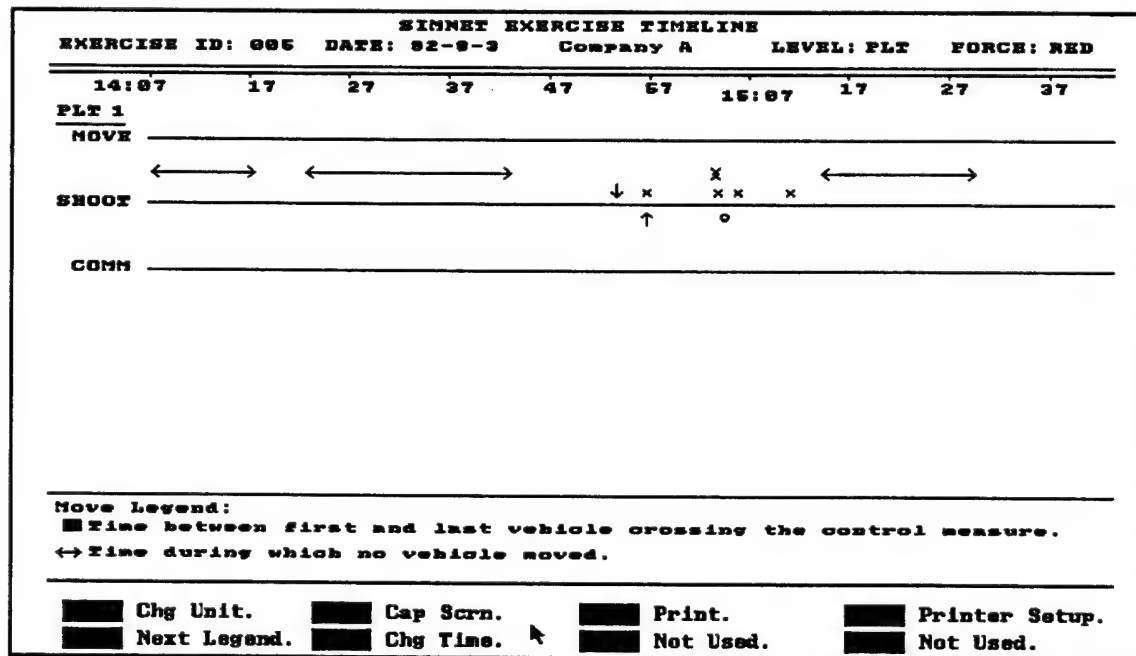 SIMNET EXERCISE TIMELINE
EXERCISE ID: 005 DATE: 92-9-3 Company A LEVEL: PLT FORCE: RED
14:07 17 27 37 47 57 15:07 17 27 37
PLT 1
MOVE
SHOOT
COMM
Move Legend:
Time between first and last vehicle crossing the control measure.
↔ Time during which no vehicle moved.
Chg Unit. Cap Scrn. Print. Printer Setup.
Next Legend. Chg Time. Not Used. Not Used.